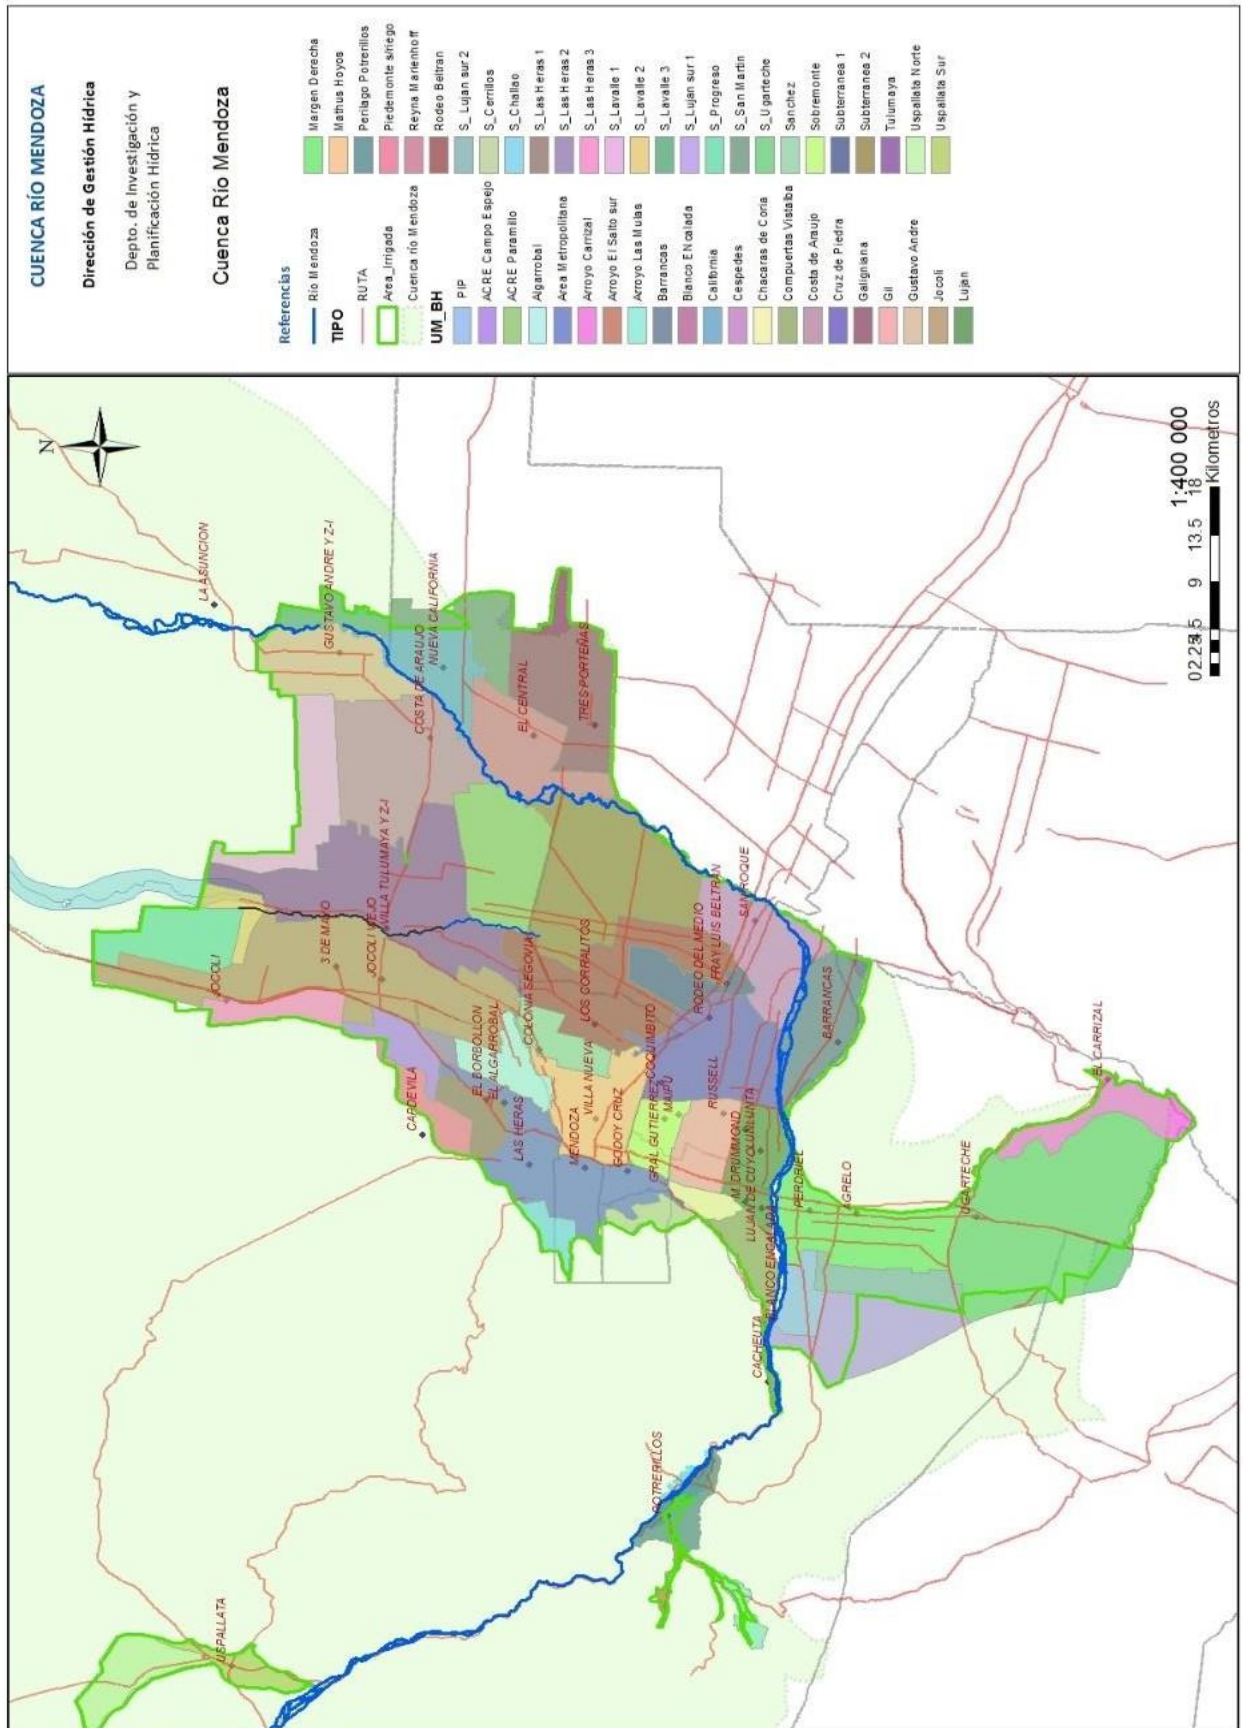 CUENCA RÍO MENDOZA
Dirección de Gestión Hídrica
Depto. de Investigación y
Planificación Hídrica
Cuenca Río Mendoza
Referencias
Río Mendoza
TIPO
RUTA
Area_Irrigada
Cuenca río Mendoza
UM_BH
PIP
ACRE Campo Espejo
ACRE Paramillo
Algarrobal
Area Metropolitana
Arroyo Carrizal
Arroyo El Salto sur
Arroyo Las Mulas
Barrancas
Blanco ENcalada
California
Cespedes
Chacaras de Coria
Compuertas Vistalba
Costa de Araujo
Cruz de Piedra
Galigniana
Gil
Gustavo Andre
Jocoli
Lujan
Margen Derecha
Mathus Hoyos
Perilago Potrerillos
Piedemonte s/riego
Reyna Marienhoff
Rodeo Beltran
S_ Lujan sur 2
S_Cerrillos
S_Challao
S_Las Heras 1
S_Las Heras 2
S_Las Heras 3
S_Lavalle 1
S_Lavalle 2
S_Lavalle 3
S_Lujan sur 1
S_Progreso
S_San Martin
S_Ugarteche
Sanchez
Sobremonte
Subterranea 1
Subterranea 2
Tulumaya
Uspallata Norte
Uspallata Sur
N
LA ASUNCION
GUSTAVO ANDRE Y Z-I
NUEVA CALIFORNIA
COSTA DE ARAUJO
EL CENTRAL
TRES PORTEÑAS
VILLA TULUMAYA Y Z-I
3 DE MAYO
JOCOLI VIEJO
JOCOLI
COLONIA SEGOVIA
LOS CORRALITOS
EL BORBOLLON
EL ALGARROBAL
CAPDEVILA
LAS HERAS
MENDOZA
VILLA NUEVA
GODOY CRUZ
GRAL GUTIERREZ
COQUIMBITO
MAIPU
RUSSELL
RODEO DEL MEDIO
FRAY LUIS BELTRAN
SAN ROQUE
BARRANCAS
M. DRUMMOND
LUJAN DE CUYO
LUNLUNTA
PERDRIEL
AGRELO
UGARTECHE
EL CARRIZAL
BLANCO ENCALADA
CACHEUTA
POTRERILLOS
USPALLATA
1:400 000
9 13.5 18
Kilometros